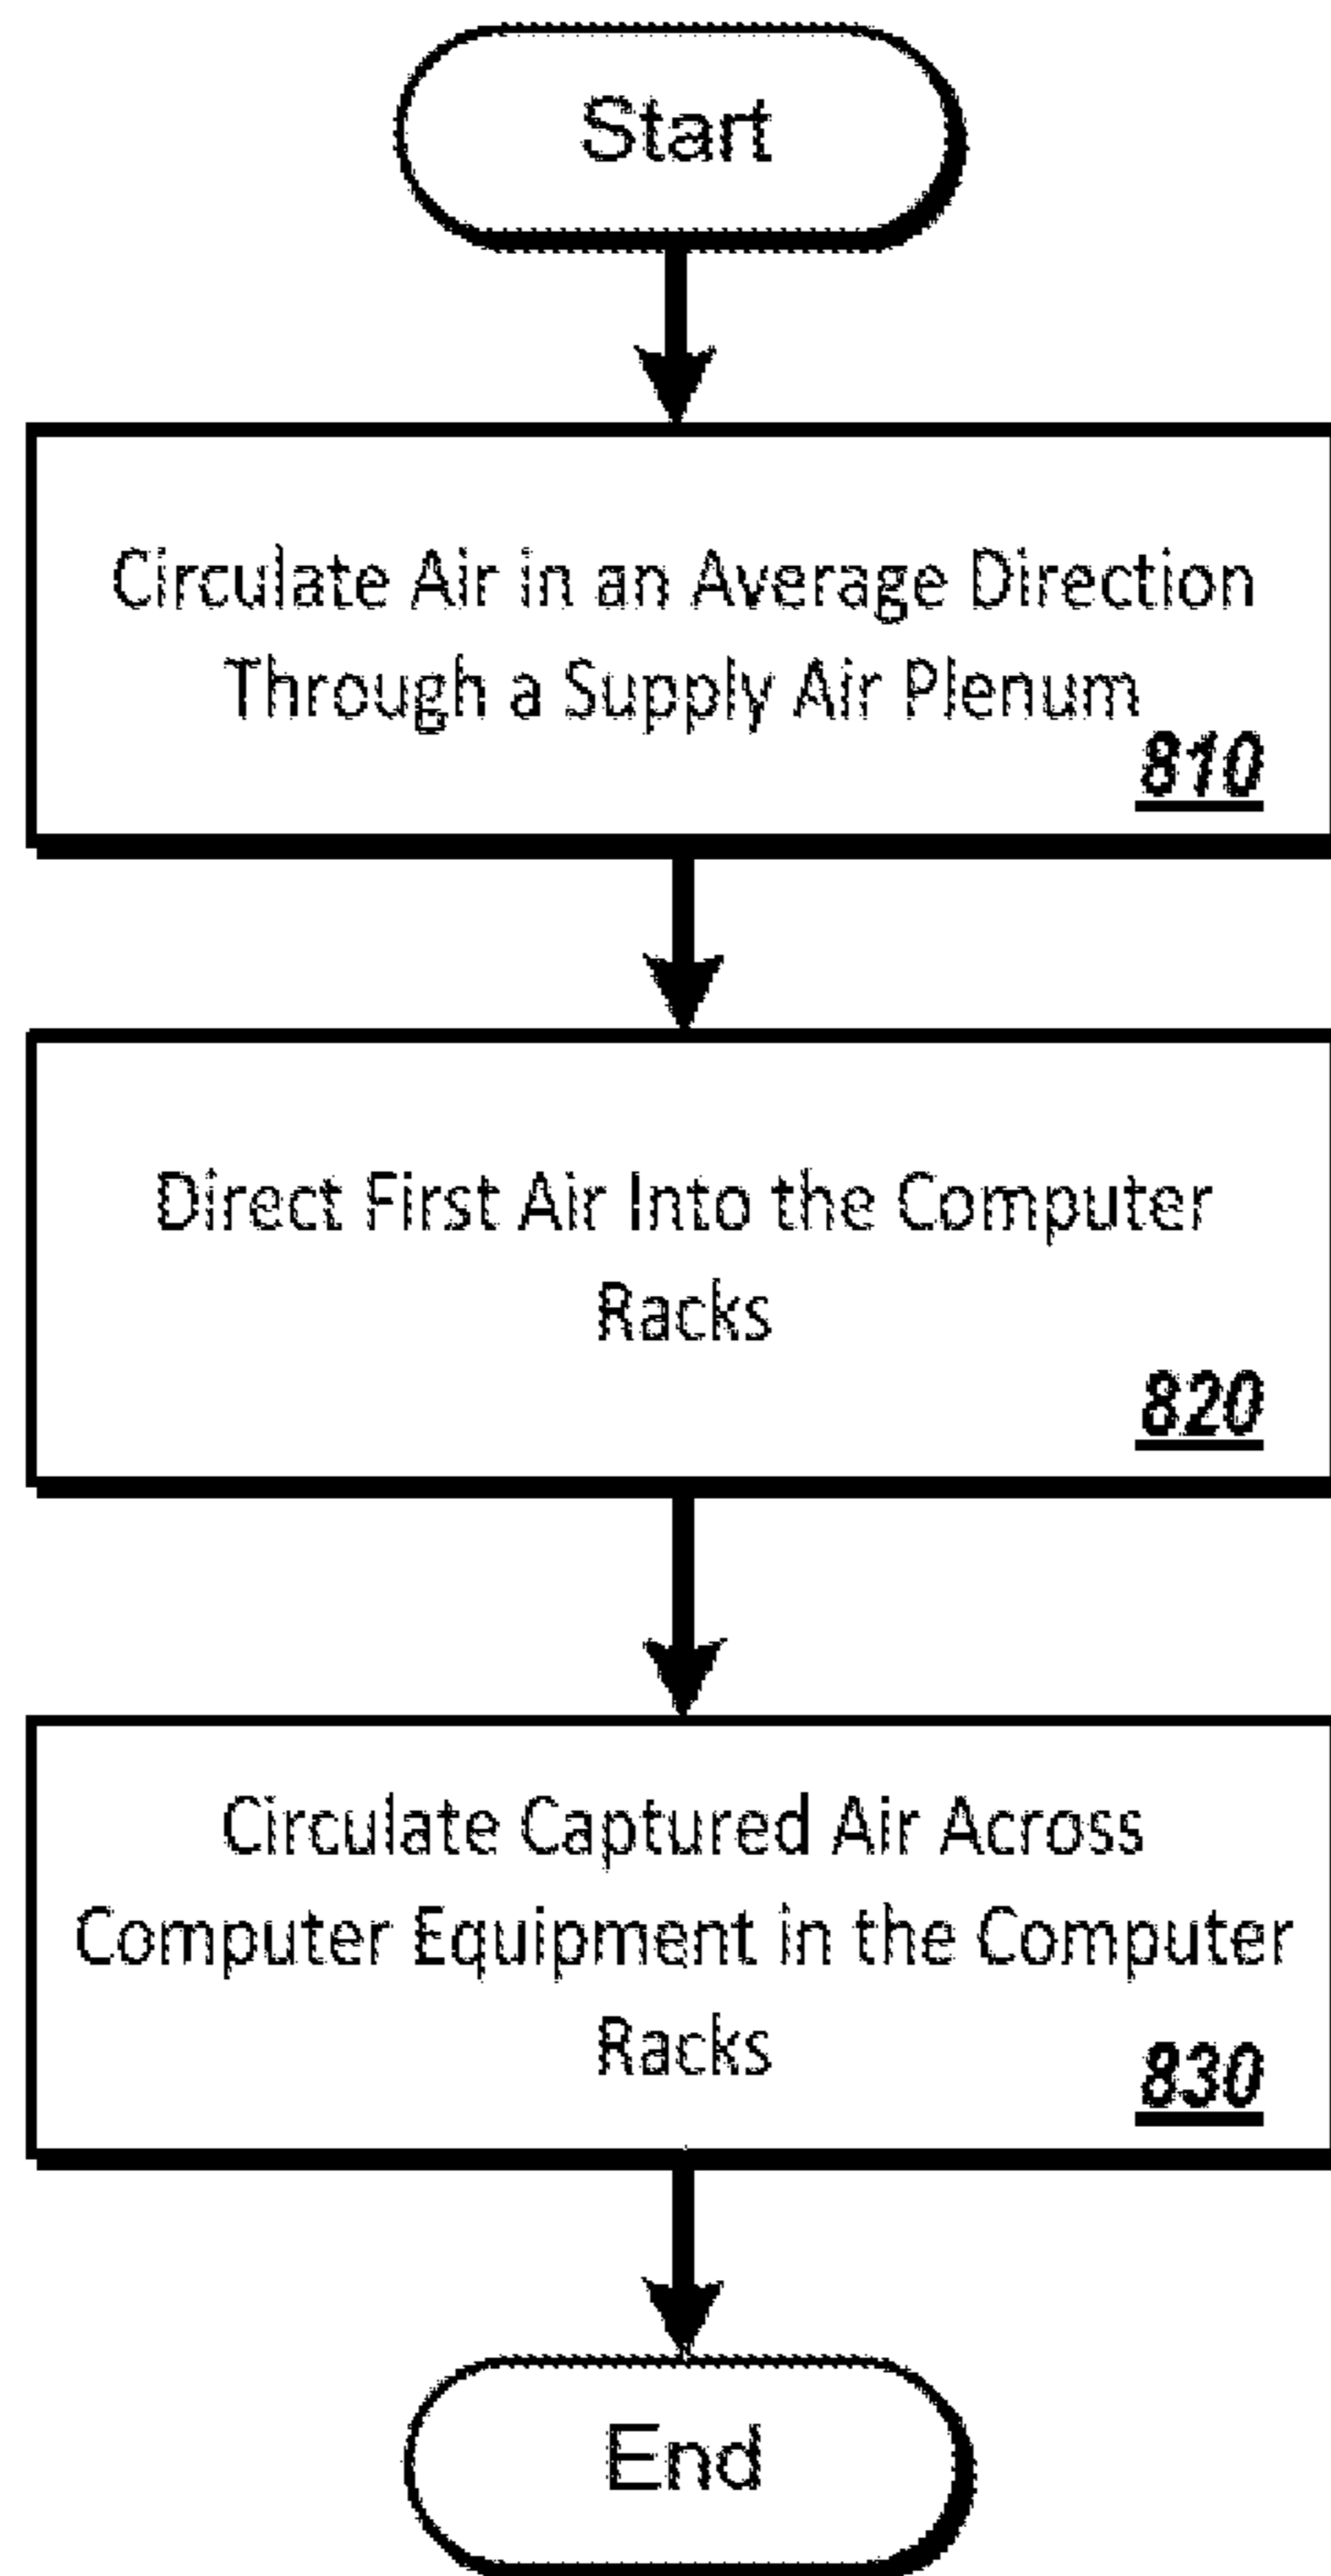 Start
Circulate Air in an Average Direction
Through a Supply Air Plenum
810
Direct First Air Into the Computer
Racks
820
Circulate Captured Air Across
Computer Equipment in the Computer
Racks
830
End